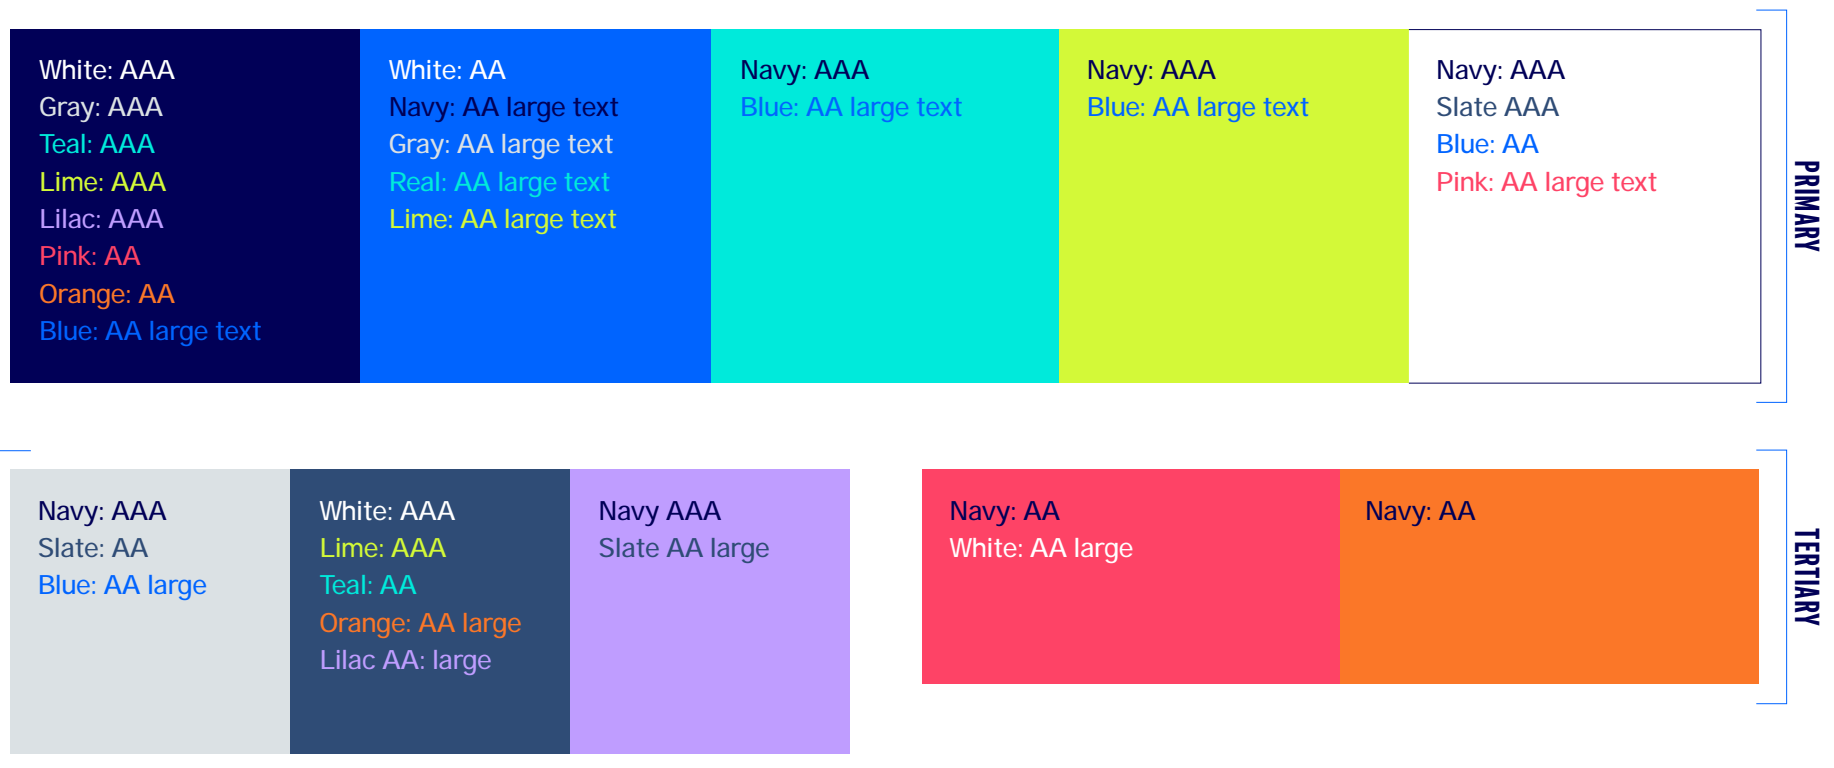 White: AAA
Gray: AAA
Teal: AAA
Lime: AAA
Lilac: AAA
Pink: AA
Orange: AA
Blue: AA large text
White: AA
Navy: AA large text
Gray: AA large text
Real: AA large text
Lime: AA large text
Navy: AAA
Blue: AA large text
Navy: AAA
Blue: AA large text
Navy: AAA
Slate AAA
Blue: AA
Pink: AA large text
PRIMARY
Navy: AAA
Slate: AA
Blue: AA large
White: AAA
Lime: AAA
Teal: AA
Orange: AA large
Lilac AA: large
Navy AAA
Slate AA large
Navy: AA
White: AA large
Navy: AA
TERTIARY